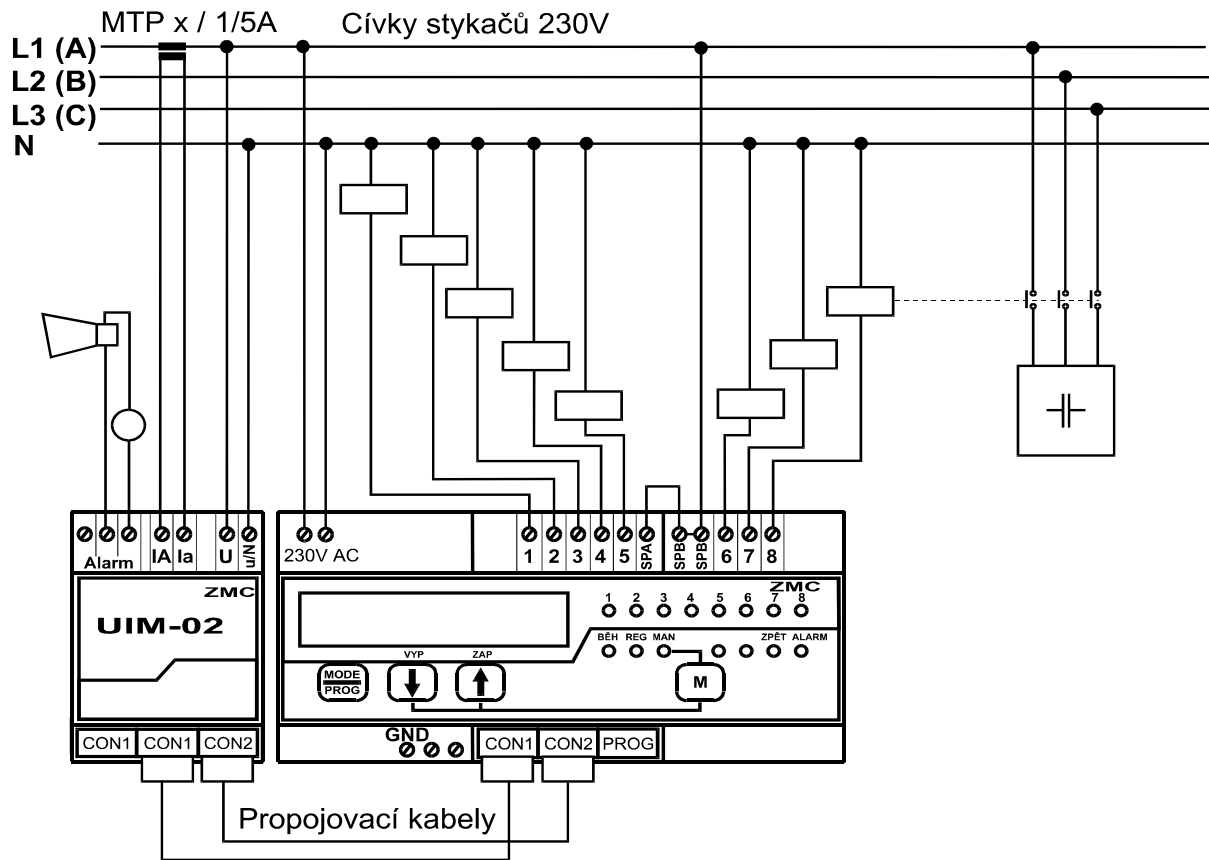 MTP x / 1/5A Cívky stykačů 230V
L1 (A)
L2 (B)
L3 (C)
N
Alarm IA Ia U u/N
230V AC 1 2 3 4 5 SPA SPB SPB 6 7 8
ZMC
UIM-02
ZMC
1 2 3 4 5 6 7 8
BĚH REG MAN ZPĚT ALARM
VYP ZAP
MODE
PROG
M
GND
CON1 CON1 CON2
CON1 CON2 PROG
Propojovací kabely